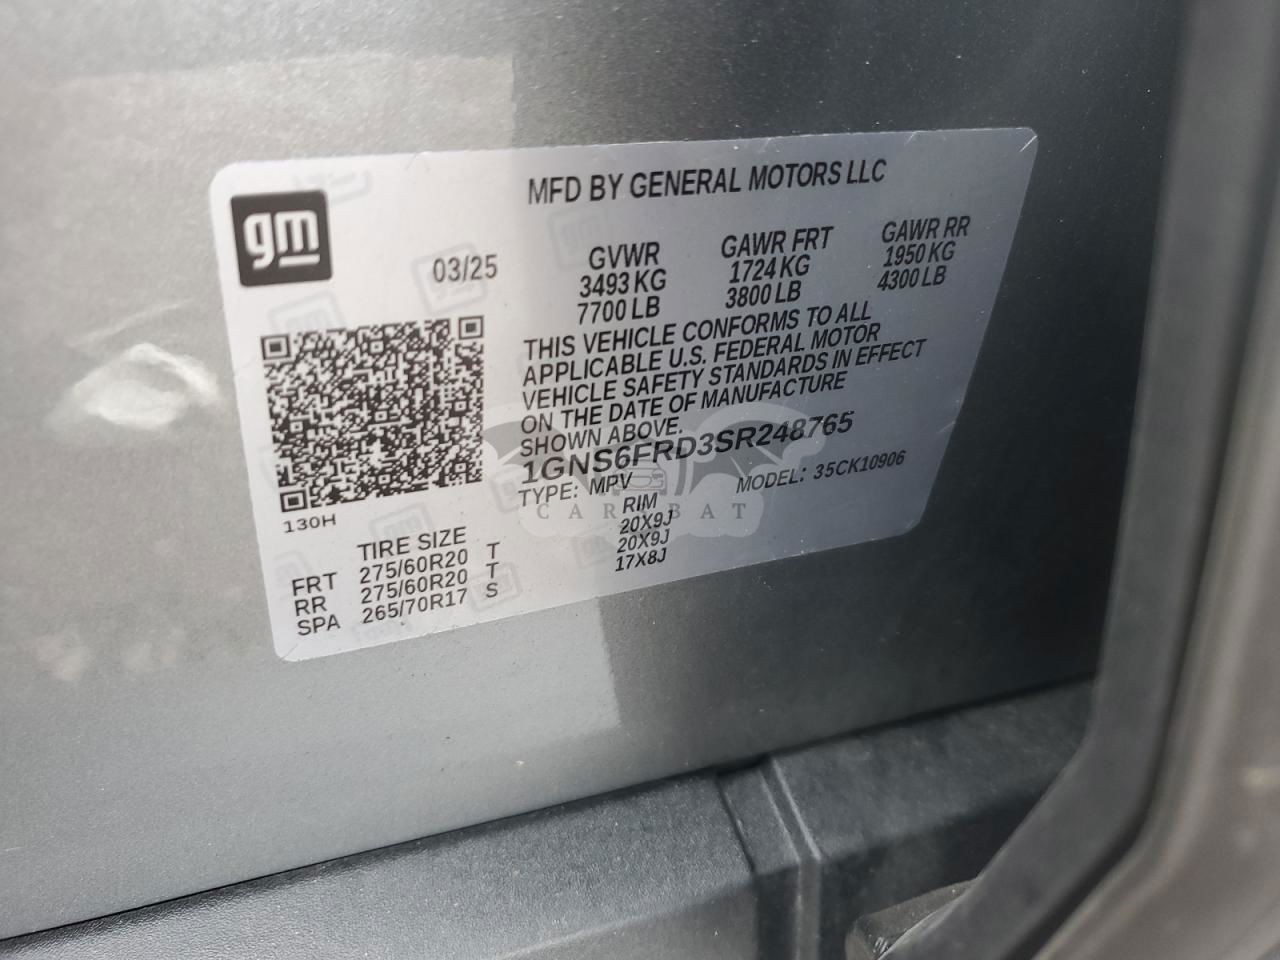 MFD BY GENERAL MOTORS LLC
gm
03/25
GVWR GAWR FRT GAWR RR
3493 KG 1724 KG 1950 KG
7700 LB 3800 LB 4300 LB
THIS VEHICLE CONFORMS TO ALL
APPLICABLE U.S. FEDERAL MOTOR
VEHICLE SAFETY STANDARDS IN EFFECT
ON THE DATE OF MANUFACTURE
SHOWN ABOVE.
1GNS6FRD3SR248765
TYPE: MPV MODEL: 35CK10906
CAR BAT
130H
TIRE SIZE RIM
FRT 275/60R20 T 20X9J
RR 275/60R20 T 20X9J
SPA 265/70R17 S 17X8J